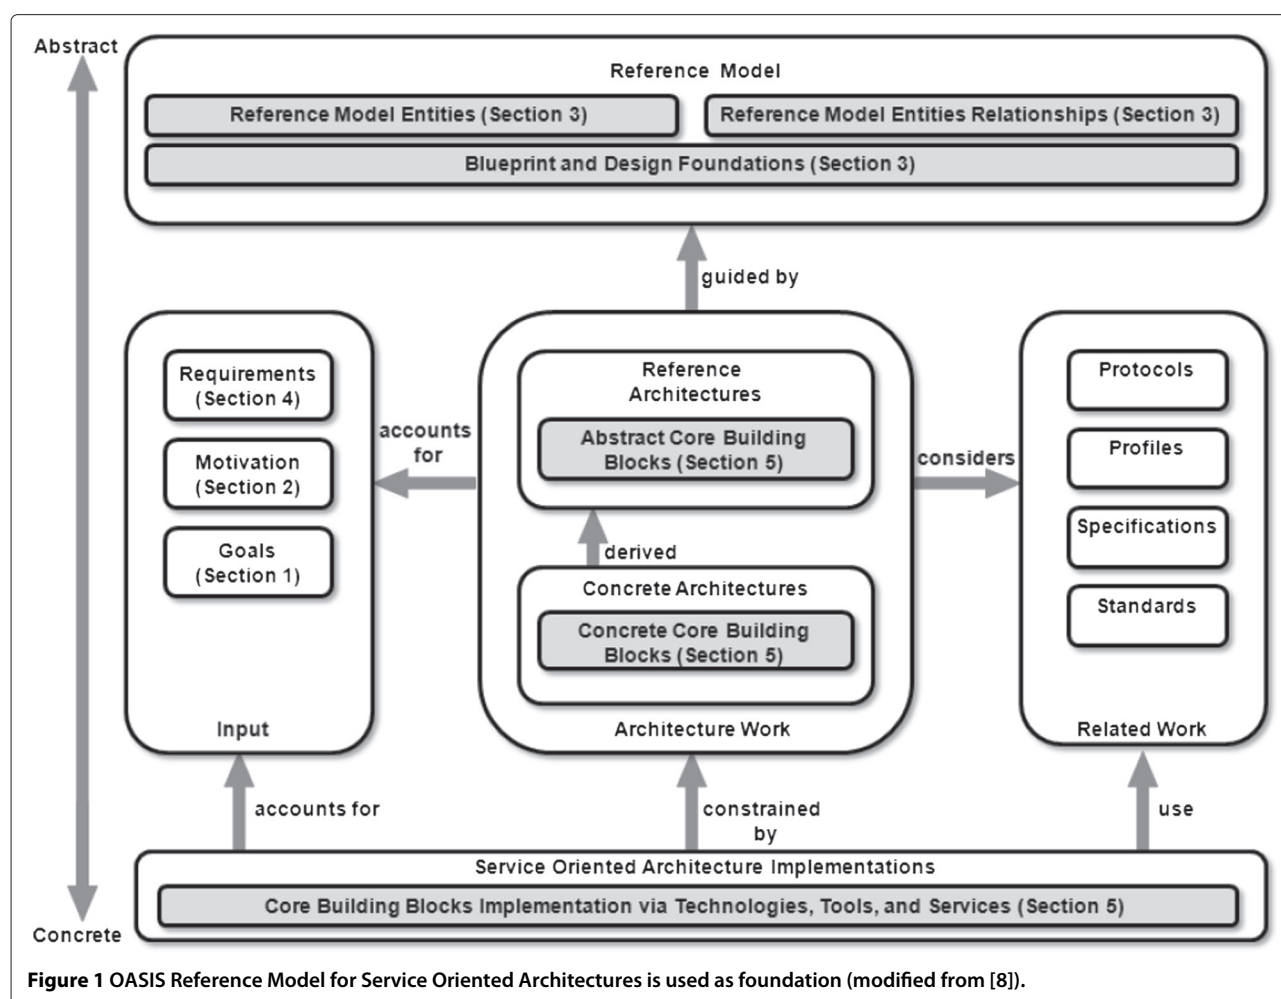 Abstract
Reference Model
Reference Model Entities (Section 3)
Reference Model Entities Relationships (Section 3)
Blueprint and Design Foundations (Section 3)
guided by
Requirements
(Section 4)
Motivation
(Section 2)
Goals
(Section 1)
Input
accounts
for
Reference
Architectures
Abstract Core Building
Blocks (Section 5)
derived
Concrete Architectures
Concrete Core Building
Blocks (Section 5)
Architecture Work
considers
Protocols
Profiles
Specifications
Standards
Related Work
accounts for
constrained
by
use
Service Oriented Architecture Implementations
Core Building Blocks Implementation via Technologies, Tools, and Services (Section 5)
Concrete
Figure 1 OASIS Reference Model for Service Oriented Architectures is used as foundation (modified from [8]).